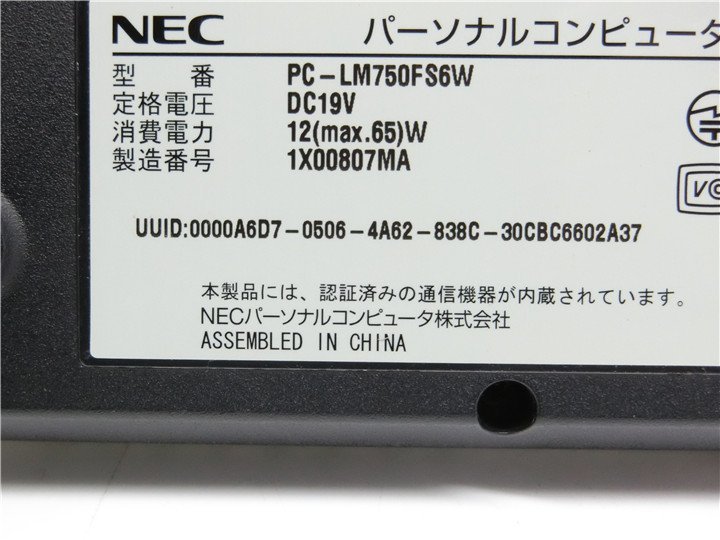 NEC パーソナルコンピュータ
型 番 PC-LM750FS6W
定格電圧 DC19V
消費電力 12(max.65)W
製造番号 1X00807MA
UUID:0000A6D7-0506-4A62-838C-30CBC6602A37
本製品には、認証済みの通信機器が内蔵されています。
NECパーソナルコンピュータ株式会社
ASSEMBLED IN CHINA